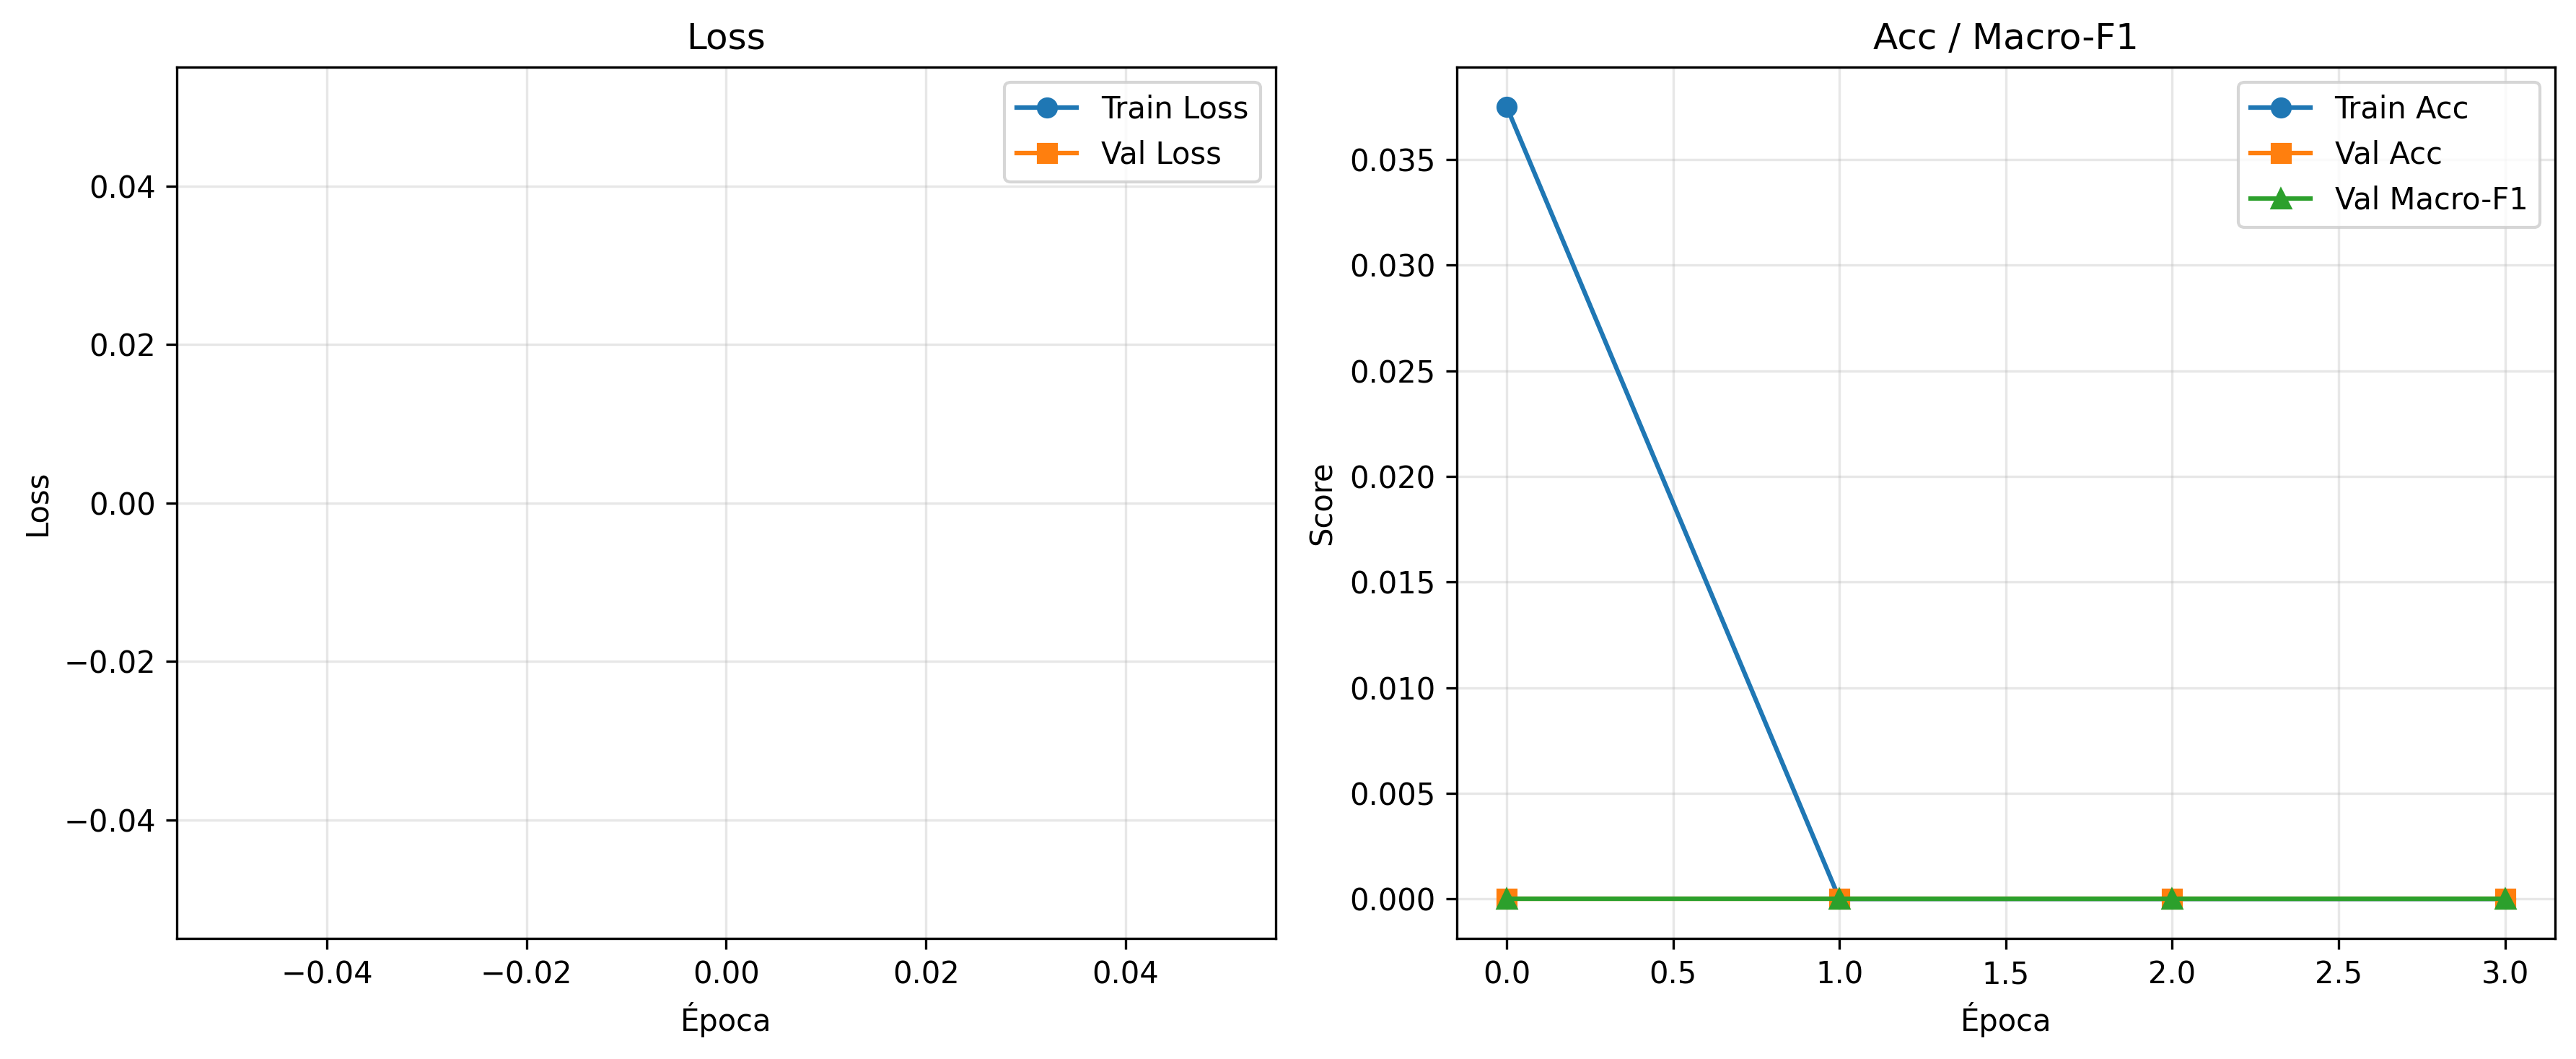 Loss
Train Loss
Val Loss
0.04
0.02
0.00
−0.02
−0.04
Loss
−0.04 −0.02 0.00 0.02 0.04
Época
Acc / Macro-F1
Train Acc
Val Acc
Val Macro-F1
0.035
0.030
0.025
0.020
0.015
0.010
0.005
0.000
Score
0.0 0.5 1.0 1.5 2.0 2.5 3.0
Época